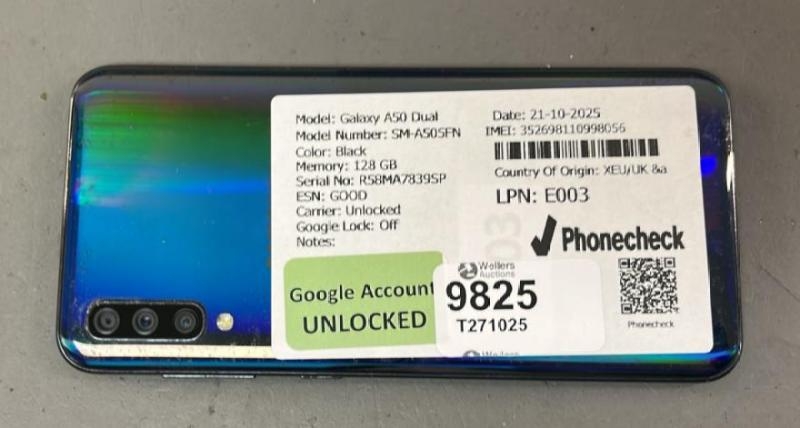 Model: Galaxy A50 Dual
Model Number: SM-A505FN
Color: Black
Memory: 128 GB
Serial No: R58MA7839SP
ESN: GOOD
Carrier: Unlocked
Google Lock: Off
Notes:
Date: 21-10-2025
IMEI: 352698110998056
Country Of Origin: XEU/UK &a
LPN: E003
Phonecheck
Phonecheck
Google Account
UNLOCKED
Wellers
Auctions
9825
T271025
Wellers